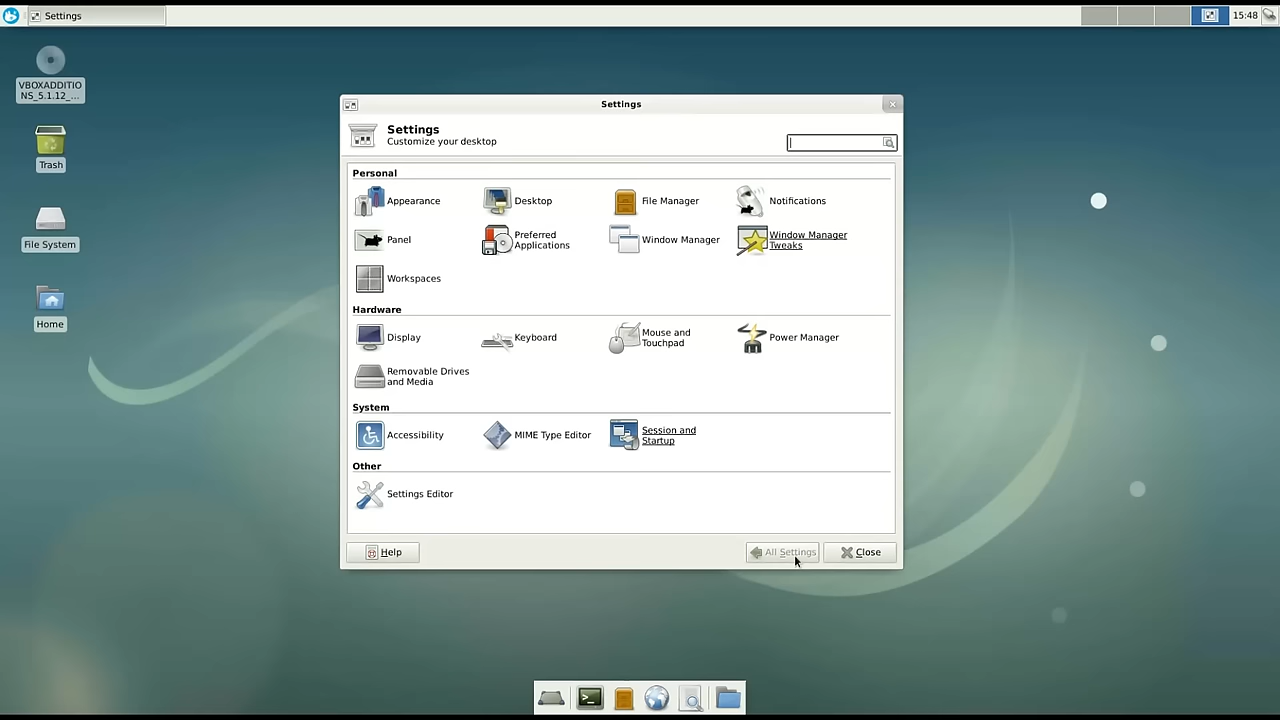 Settings
15:48
VBOXADDITIO
NS_5.1.12_...
Trash
File System
Home
Settings
Settings
Customize your desktop
Personal
Appearance
Desktop
File Manager
Notifications
Panel
Preferred
Applications
Window Manager
Window Manager
Tweaks
Workspaces
Hardware
Display
Keyboard
Mouse and
Touchpad
Power Manager
Removable Drives
and Media
System
Accessibility
MIME Type Editor
Session and
Startup
Other
Settings Editor
Help
All Settings
Close